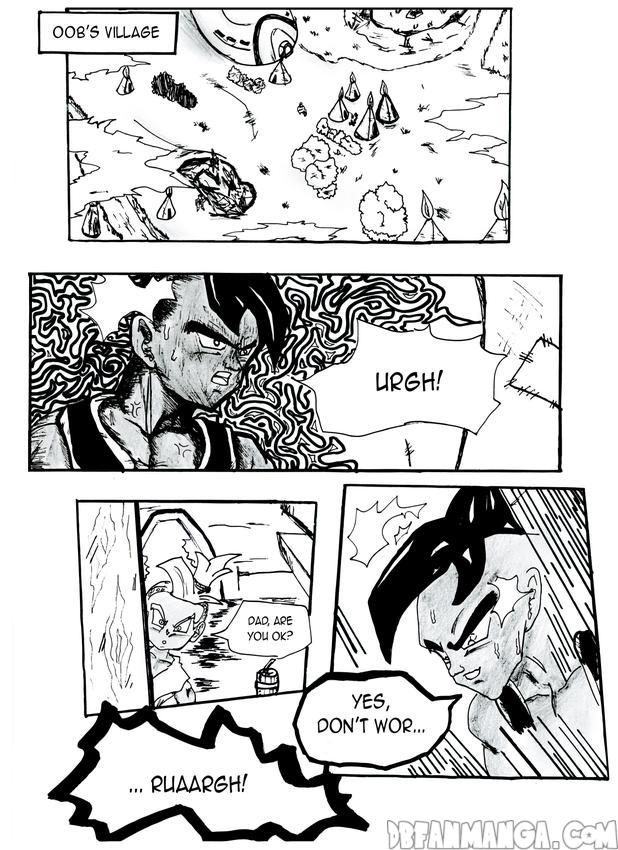 OOB'S VILLAGE
URGH!
DAD, ARE
YOU OK?
YES,
DON'T WOR...
... RUAARGH!
DBFANMANGA.COM